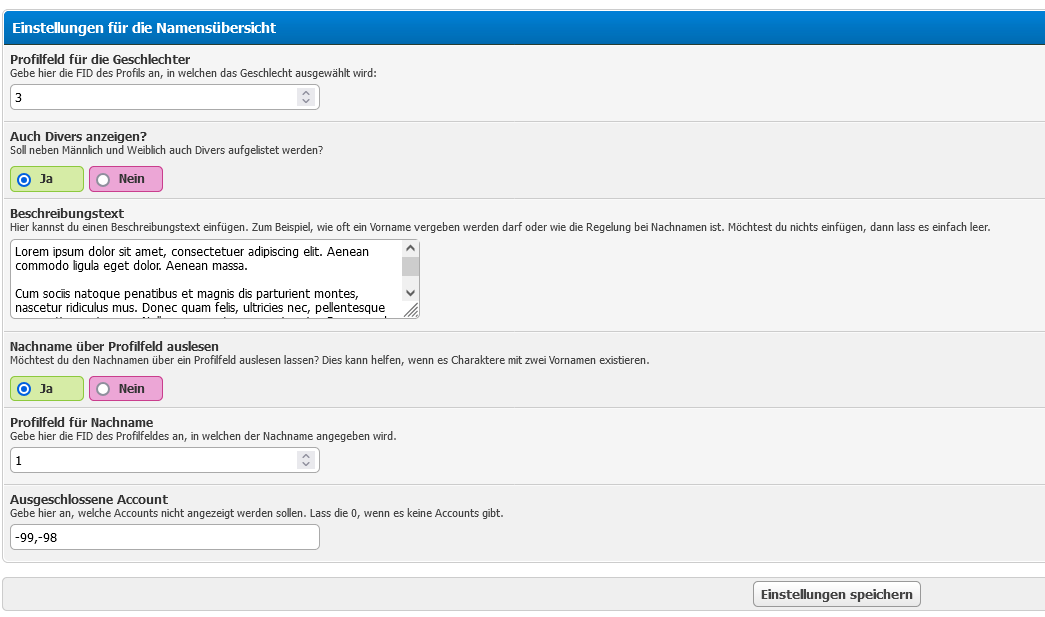 Einstellungen für die Namensübersicht
Profilfeld für die Geschlechter
Gebe hier die FID des Profils an, in welchen das Geschlecht ausgewählt wird:
3
Auch Divers anzeigen?
Soll neben Männlich und Weiblich auch Divers aufgelistet werden?
Ja Nein
Beschreibungstext
Hier kannst du einen Beschreibungstext einfügen. Zum Beispiel, wie oft ein Vorname vergeben werden darf oder wie die Regelung bei Nachnamen ist. Möchtest du nichts einfügen, dann lass es einfach leer.
Lorem ipsum dolor sit amet, consectetuer adipiscing elit. Aenean
commodo ligula eget dolor. Aenean massa.
Cum sociis natoque penatibus et magnis dis parturient montes,
nascetur ridiculus mus. Donec quam felis, ultricies nec, pellentesque
Nachname über Profilfeld auslesen
Möchtest du den Nachnamen über ein Profilfeld auslesen lassen? Dies kann helfen, wenn es Charaktere mit zwei Vornamen existieren.
Ja Nein
Profilfeld für Nachname
Gebe hier die FID des Profilfeldes an, in welchen der Nachname angegeben wird.
1
Ausgeschlossene Account
Gebe hier an, welche Accounts nicht angezeigt werden sollen. Lass die 0, wenn es keine Accounts gibt.
-99,-98
Einstellungen speichern